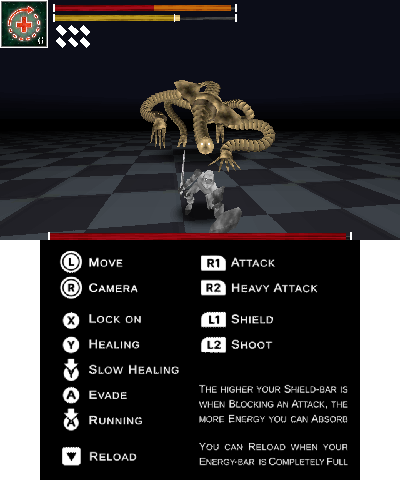 6
L MOVE
R CAMERA
X LOCK ON
Y HEALING
Y SLOW HEALING
A EVADE
A RUNNING
▼ RELOAD
R1 ATTACK
R2 HEAVY ATTACK
L1 SHIELD
L2 SHOOT
THE HIGHER YOUR SHIELD-BAR IS
WHEN BLOCKING AN ATTACK, THE
MORE ENERGY YOU CAN ABSORB
YOU CAN RELOAD WHEN YOUR
ENERGY-BAR IS COMPLETELY FULL